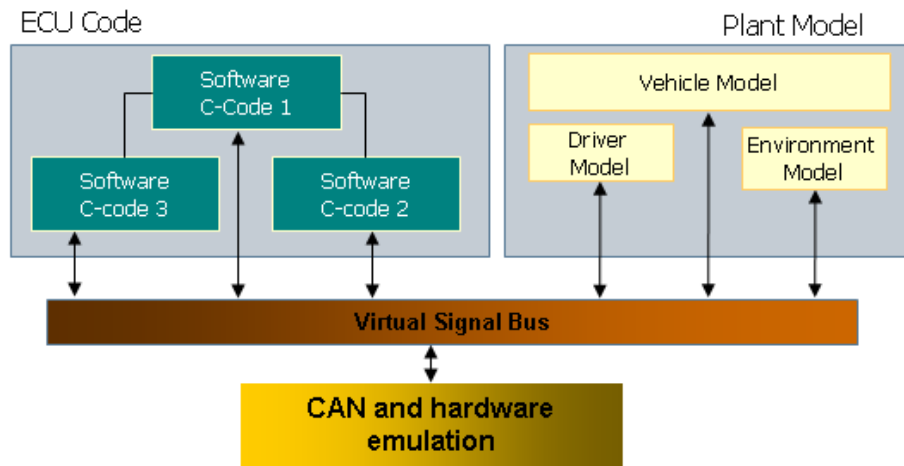 ECU Code
Plant Model
Software
C-Code 1
Software
C-code 3
Software
C-code 2
Vehicle Model
Driver
Model
Environment
Model
Virtual Signal Bus
CAN and hardware
emulation